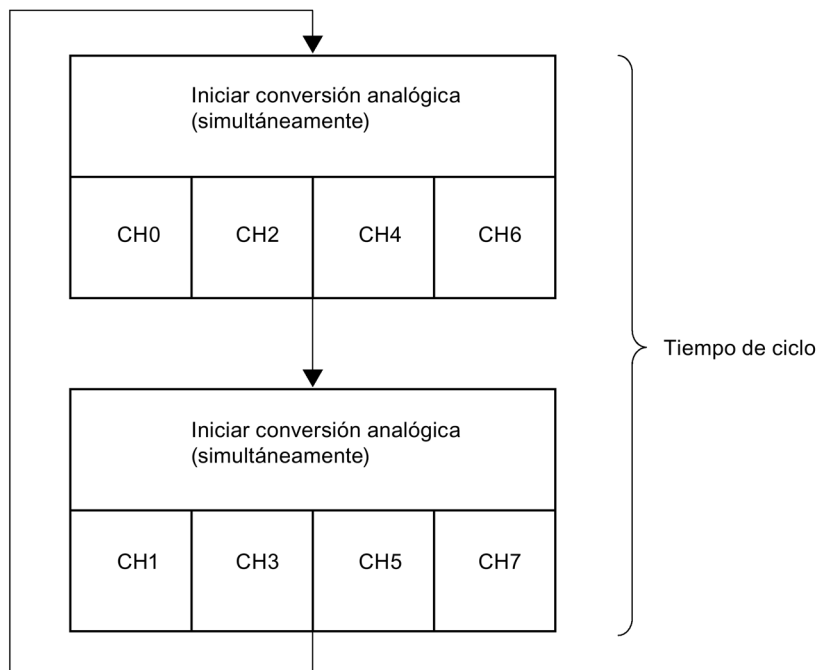 Iniciar conversión analógica
(simultáneamente)
CH0 CH2 CH4 CH6
Tiempo de ciclo
Iniciar conversión analógica
(simultáneamente)
CH1 CH3 CH5 CH7